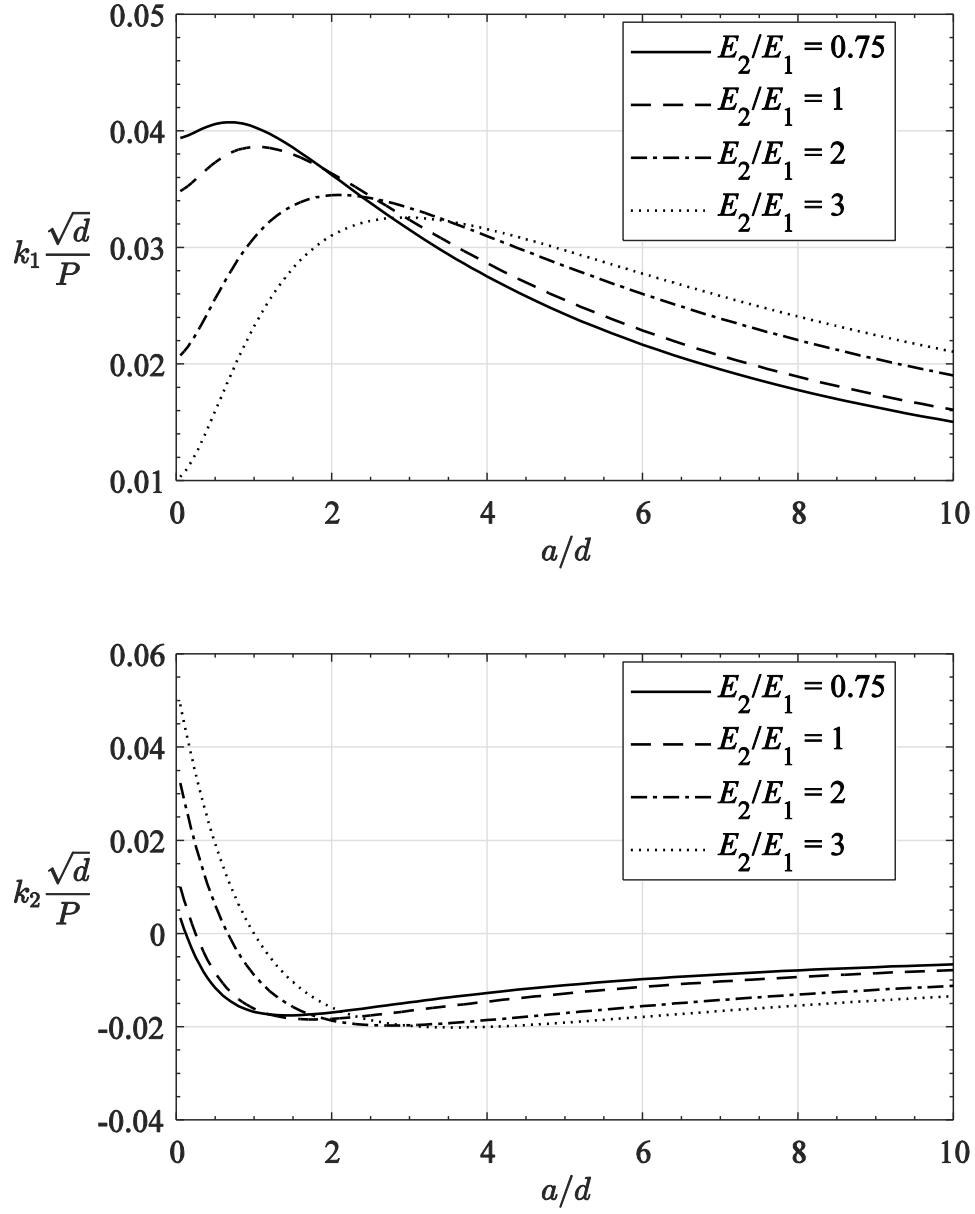 0.05
E₂/E₁ = 0.75
E₂/E₁ = 1
E₂/E₁ = 2
E₂/E₁ = 3
0.04
k₁ √d/P
0.03
0.02
0.01
0 2 4 6 8 10
a/d
0.06
E₂/E₁ = 0.75
E₂/E₁ = 1
E₂/E₁ = 2
E₂/E₁ = 3
0.04
0.02
k₂ √d/P
0
-0.02
-0.04
0 2 4 6 8 10
a/d